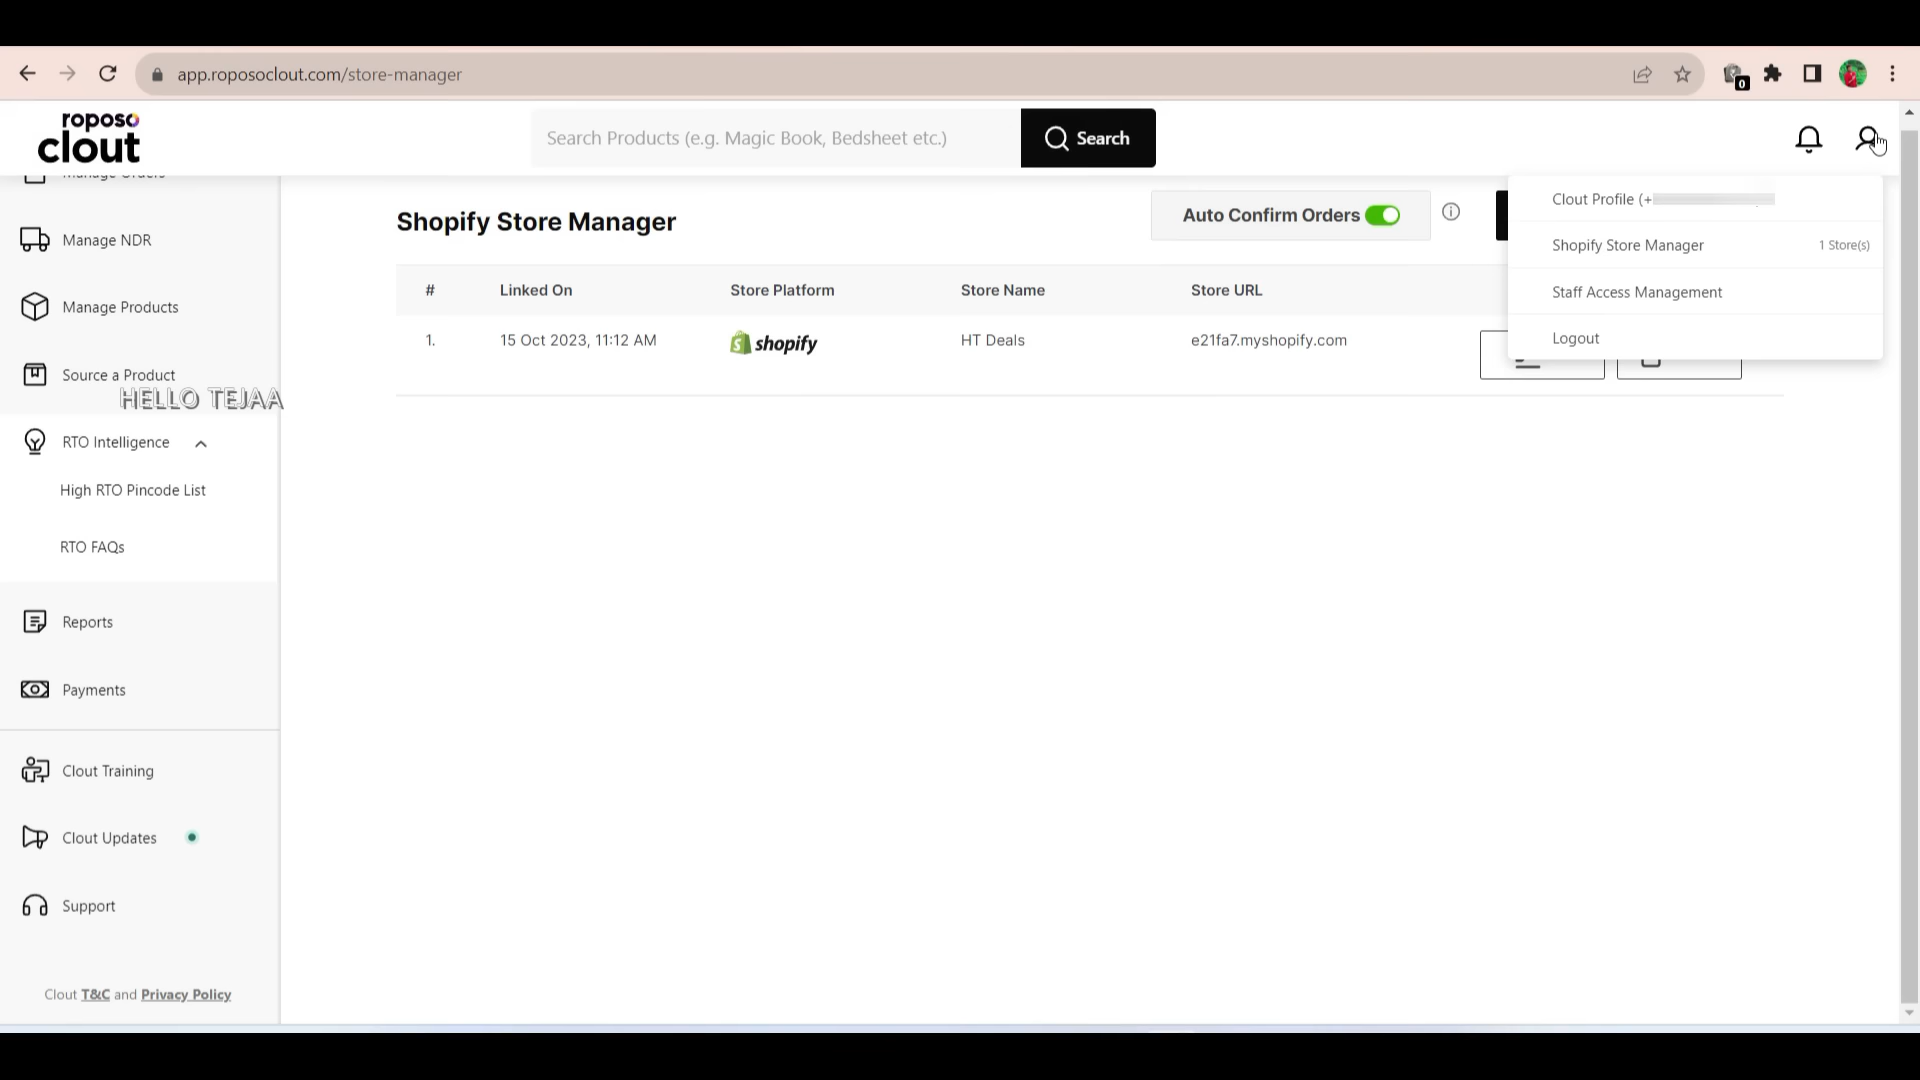 app.roposoclout.com/store-manager
0
roposo
clout
Search Products (e.g. Magic Book, Bedsheet etc.)
Search
Manage Orders
Manage NDR
Manage Products
Source a Product
HELLO TEJAA
RTO Intelligence
High RTO Pincode List
RTO FAQs
Reports
Payments
Clout Training
Clout Updates
Support
Clout T&C and Privacy Policy
Shopify Store Manager
Auto Confirm Orders
# Linked On Store Platform Store Name Store URL
1. 15 Oct 2023, 11:12 AM shopify HT Deals e21fa7.myshopify.com
Clout Profile (+
Shopify Store Manager 1 Store(s)
Staff Access Management
Logout